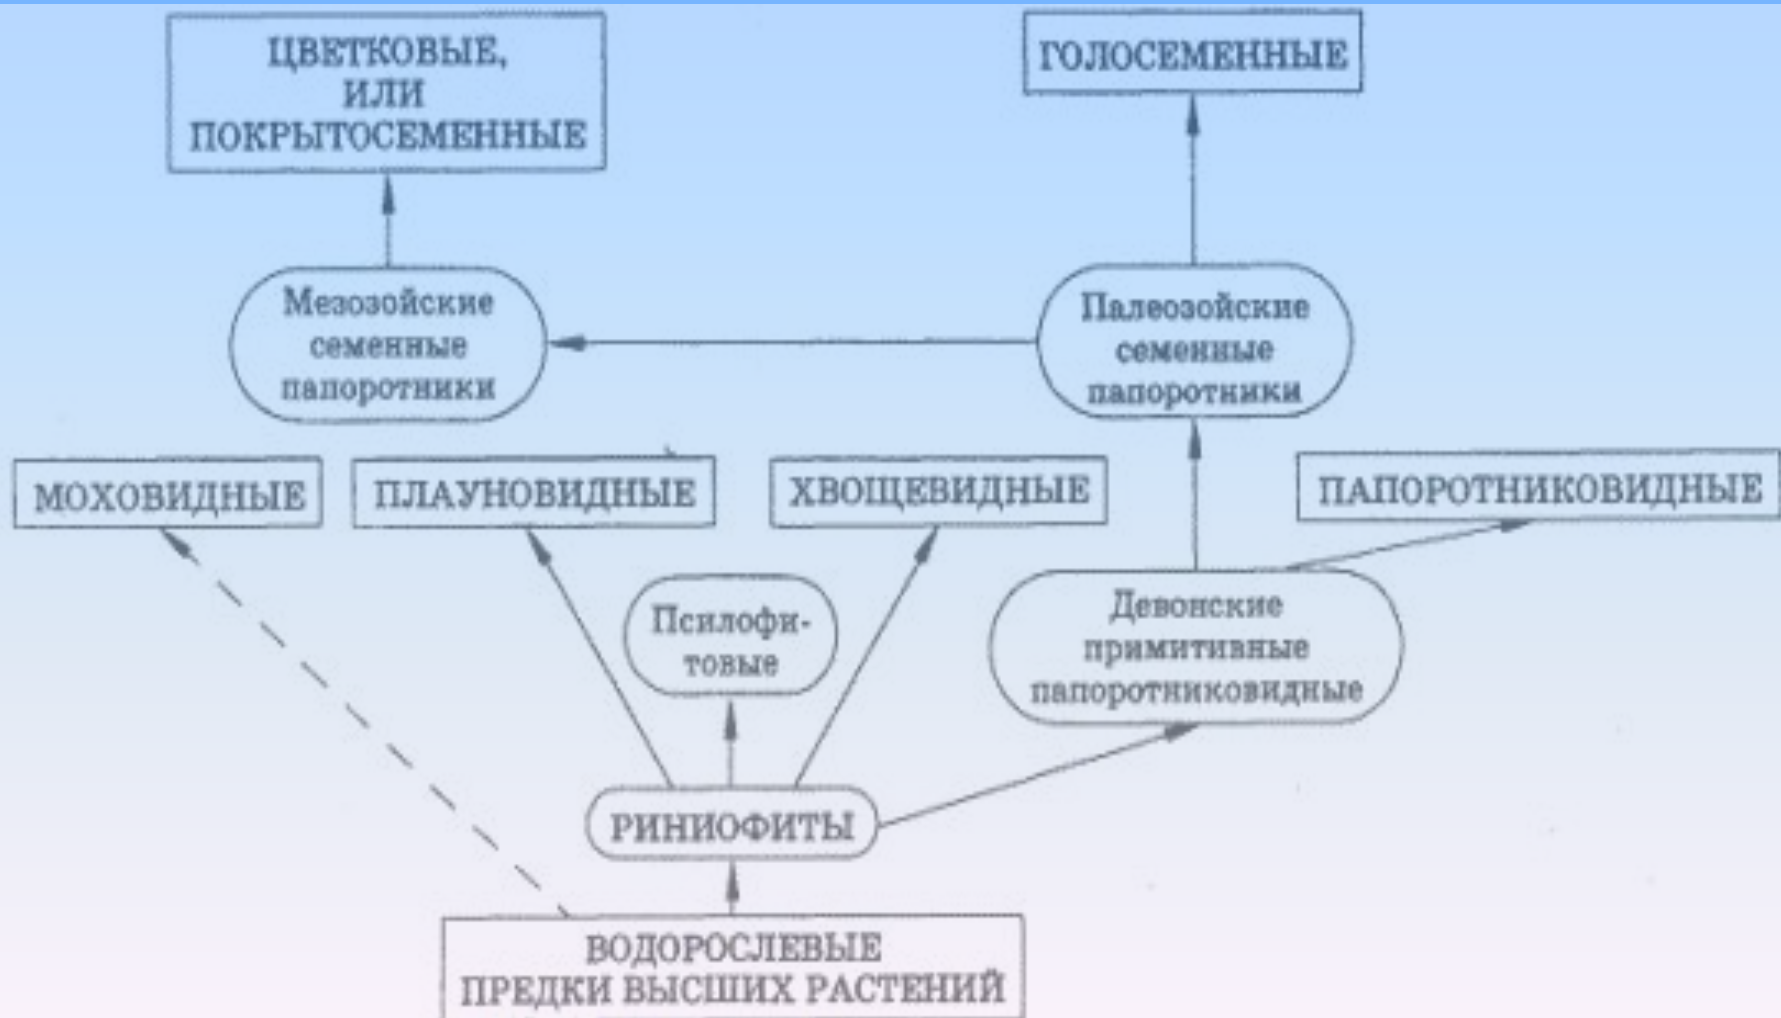 ЦВЕТКОВЫЕ,
ИЛИ
ПОКРЫТОСЕМЕННЫЕ
ГОЛОСЕМЕННЫЕ
Мезозойские
семенные
папоротники
Палеозойские
семенные
папоротники
МОХОВИДНЫЕ
ПЛАУНОВИДНЫЕ
ХВОЩЕВИДНЫЕ
ПАПОРОТНИКОВИДНЫЕ
Псилофи-
товые
Девонские
примитивные
папоротниковидные
РИНИОФИТЫ
ВОДОРОСЛЕВЫЕ
ПРЕДКИ ВЫСШИХ РАСТЕНИЙ